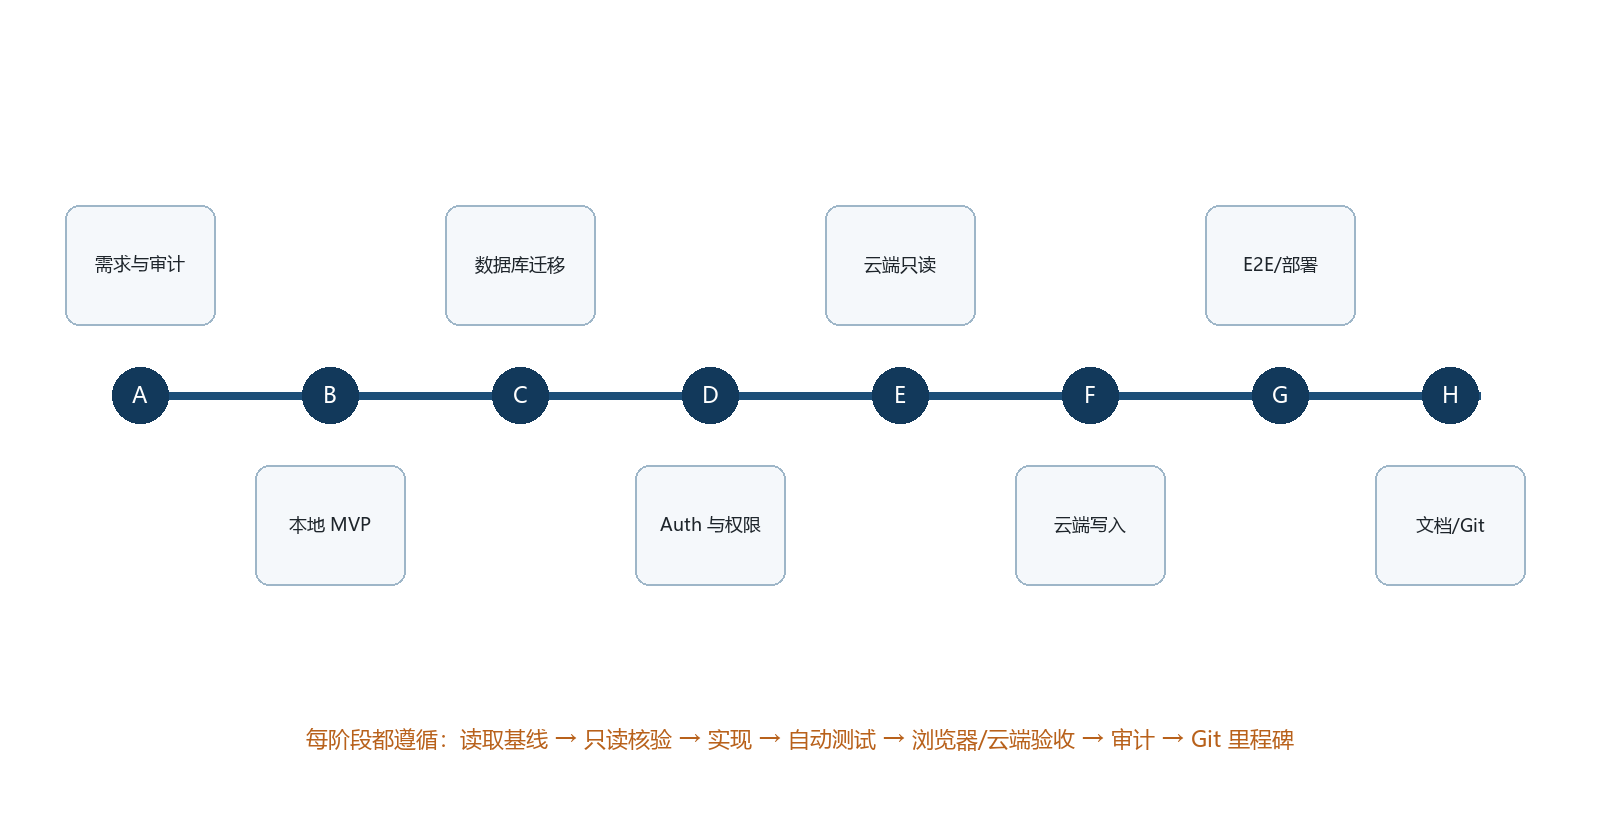 需求与审计
数据库迁移
云端只读
E2E/部署
A
B
C
D
E
F
G
H
本地 MVP
Auth 与权限
云端写入
文档/Git
每阶段都遵循：读取基线 → 只读核验 → 实现 → 自动测试 → 浏览器/云端验收 → 审计 → Git 里程碑